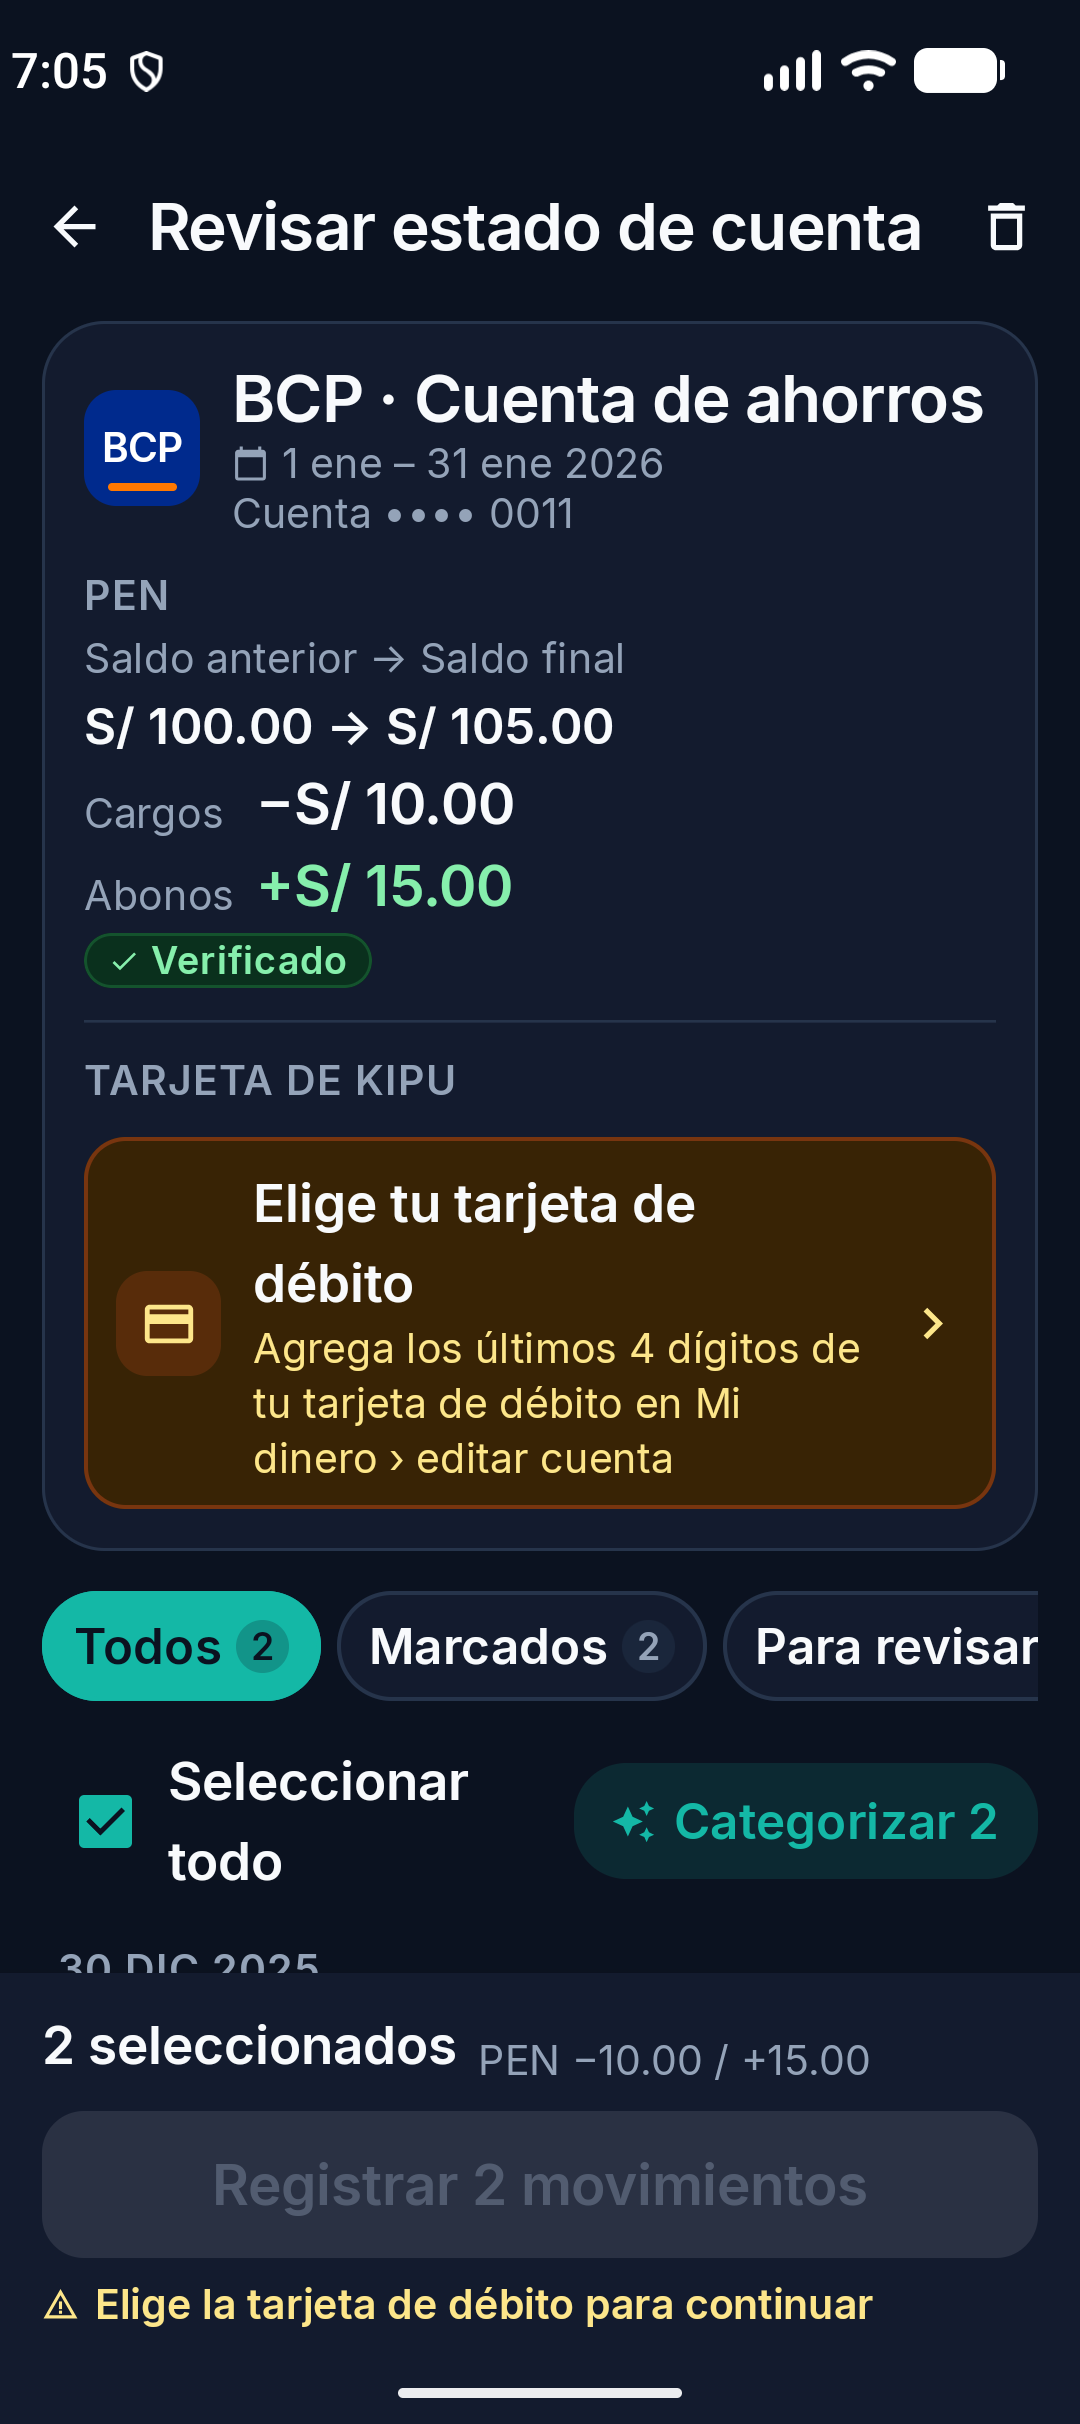 7:05
Revisar estado de cuenta
BCP
BCP · Cuenta de ahorros
1 ene – 31 ene 2026
Cuenta •••• 0011
PEN
Saldo anterior → Saldo final
S/ 100.00 → S/ 105.00
Cargos −S/ 10.00
Abonos +S/ 15.00
✓ Verificado
TARJETA DE KIPU
Elige tu tarjeta de
débito
Agrega los últimos 4 dígitos de
tu tarjeta de débito en Mi
dinero › editar cuenta
Todos 2
Marcados 2
Para revisar
Seleccionar
todo
Categorizar 2
30 DIC 2025
2 seleccionados PEN −10.00 / +15.00
Registrar 2 movimientos
⚠ Elige la tarjeta de débito para continuar